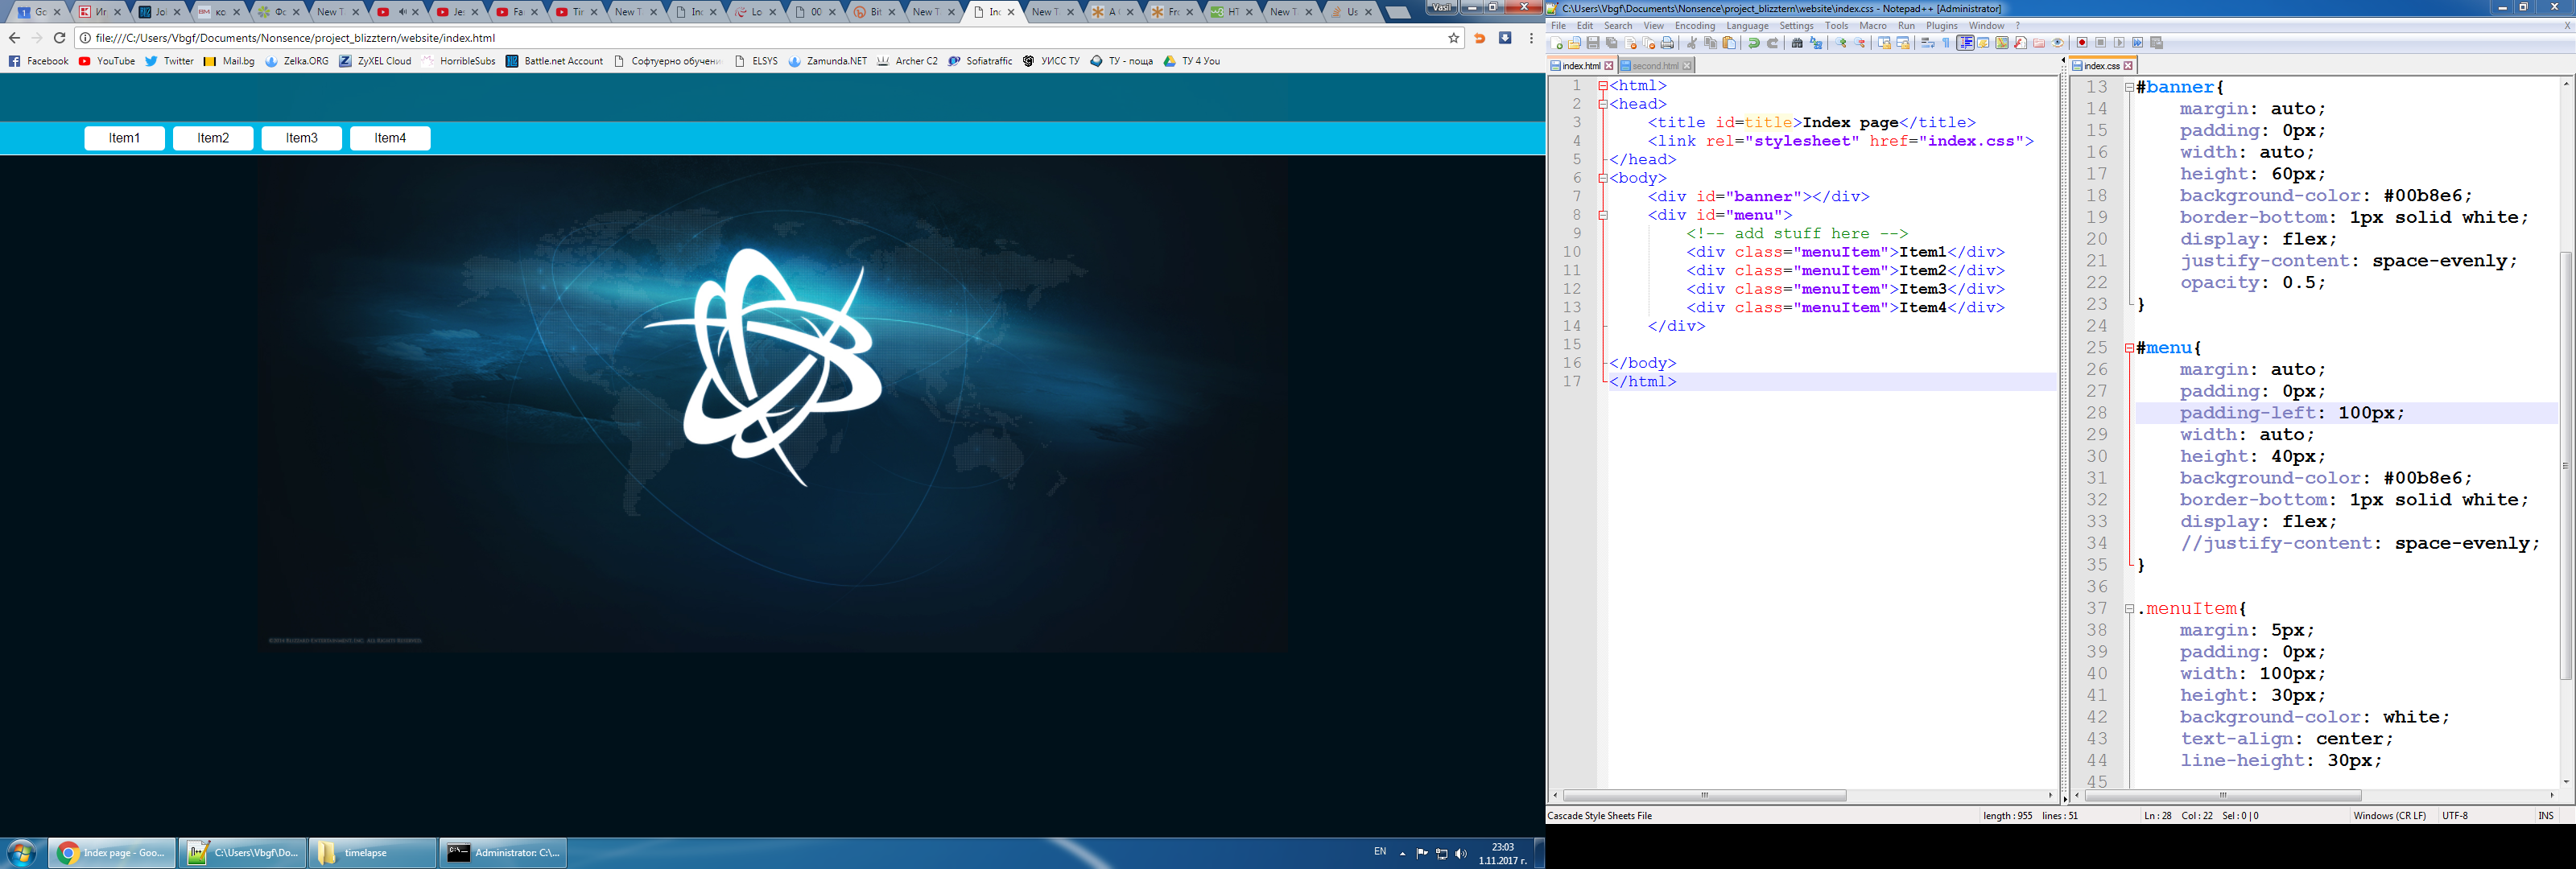 Go
Иг
Jol
BM ко
Фо
New T
Jes
Fai
Tir
New T
Inc
Lo
00
Bit
New T
Inc
New T
A
Fro
HT
New T
Us
Vasil
file:///C:/Users/Vbgf/Documents/Nonsence/project_blizztern/website/index.html
Facebook YouTube Twitter Mail.bg Zelka.ORG ZyXEL Cloud HorribleSubs Battle.net Account Софтуерно обучени ELSYS Zamunda.NET Archer C2 Sofiatraffic УИСС ТУ ТУ - поща ТУ 4 You
Item1 Item2 Item3 Item4
Index page - Goo...
C:\Users\Vbgf\Do...
timelapse
Administrator: C:\...
EN
23:03
1.11.2017 г.
C:\Users\Vbgf\Documents\Nonsence\project_blizztern\website\index.css - Notepad++ [Administrator]
File Edit Search View Encoding Language Settings Tools Macro Run Plugins Window ? X
index.html second.html
1 <html>
2 <head>
3 <title id=title>Index page</title>
4 <link rel="stylesheet" href="index.css">
5 </head>
6 <body>
7 <div id="banner"></div>
8 <div id="menu">
9 <!-- add stuff here -->
10 <div class="menuItem">Item1</div>
11 <div class="menuItem">Item2</div>
12 <div class="menuItem">Item3</div>
13 <div class="menuItem">Item4</div>
14 </div>
15
16 </body>
17 </html>
index.css
13 #banner{
14 margin: auto;
15 padding: 0px;
16 width: auto;
17 height: 60px;
18 background-color: #00b8e6;
19 border-bottom: 1px solid white;
20 display: flex;
21 justify-content: space-evenly;
22 opacity: 0.5;
23 }
24
25 #menu{
26 margin: auto;
27 padding: 0px;
28 padding-left: 100px;
29 width: auto;
30 height: 40px;
31 background-color: #00b8e6;
32 border-bottom: 1px solid white;
33 display: flex;
34 //justify-content: space-evenly;
35 }
36
37 .menuItem{
38 margin: 5px;
39 padding: 0px;
40 width: 100px;
41 height: 30px;
42 background-color: white;
43 text-align: center;
44 line-height: 30px;
45
Cascade Style Sheets File length : 955 lines : 51 Ln : 28 Col : 22 Sel : 0 | 0 Windows (CR LF) UTF-8 INS